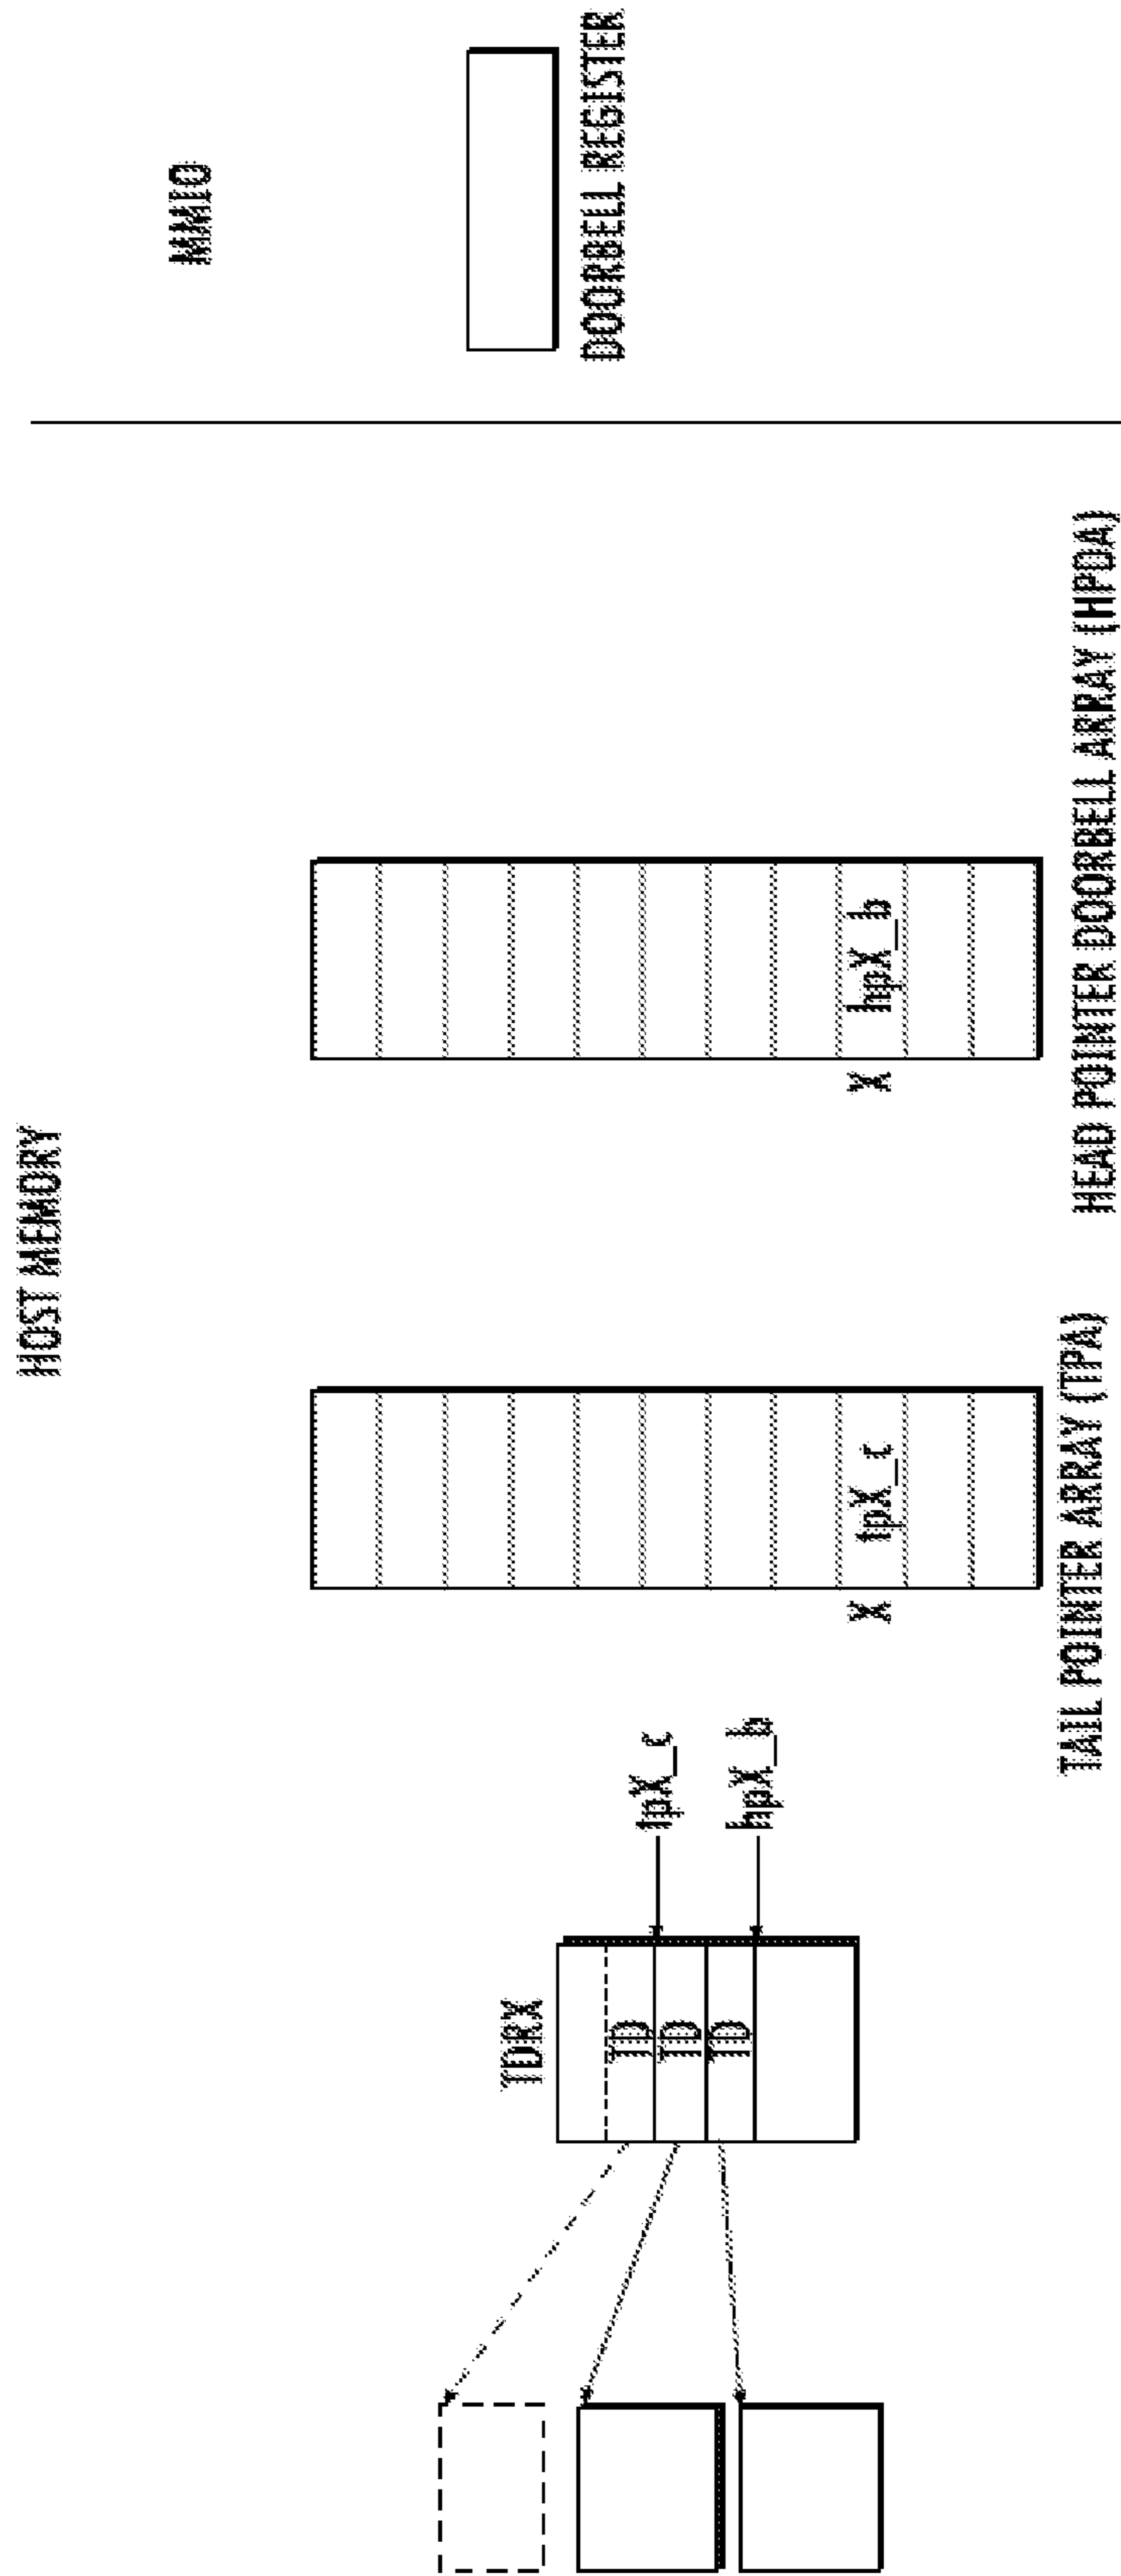 HOST MEMORY
MMIO
TDRX
TD
TD
TD
tpX_c
hpX_b
X
tpX_c
X
hpX_b
TAIL POINTER ARRAY (TPA)
HEAD POINTER DOORBELL ARRAY (HPDA)
DOORBELL REGISTER